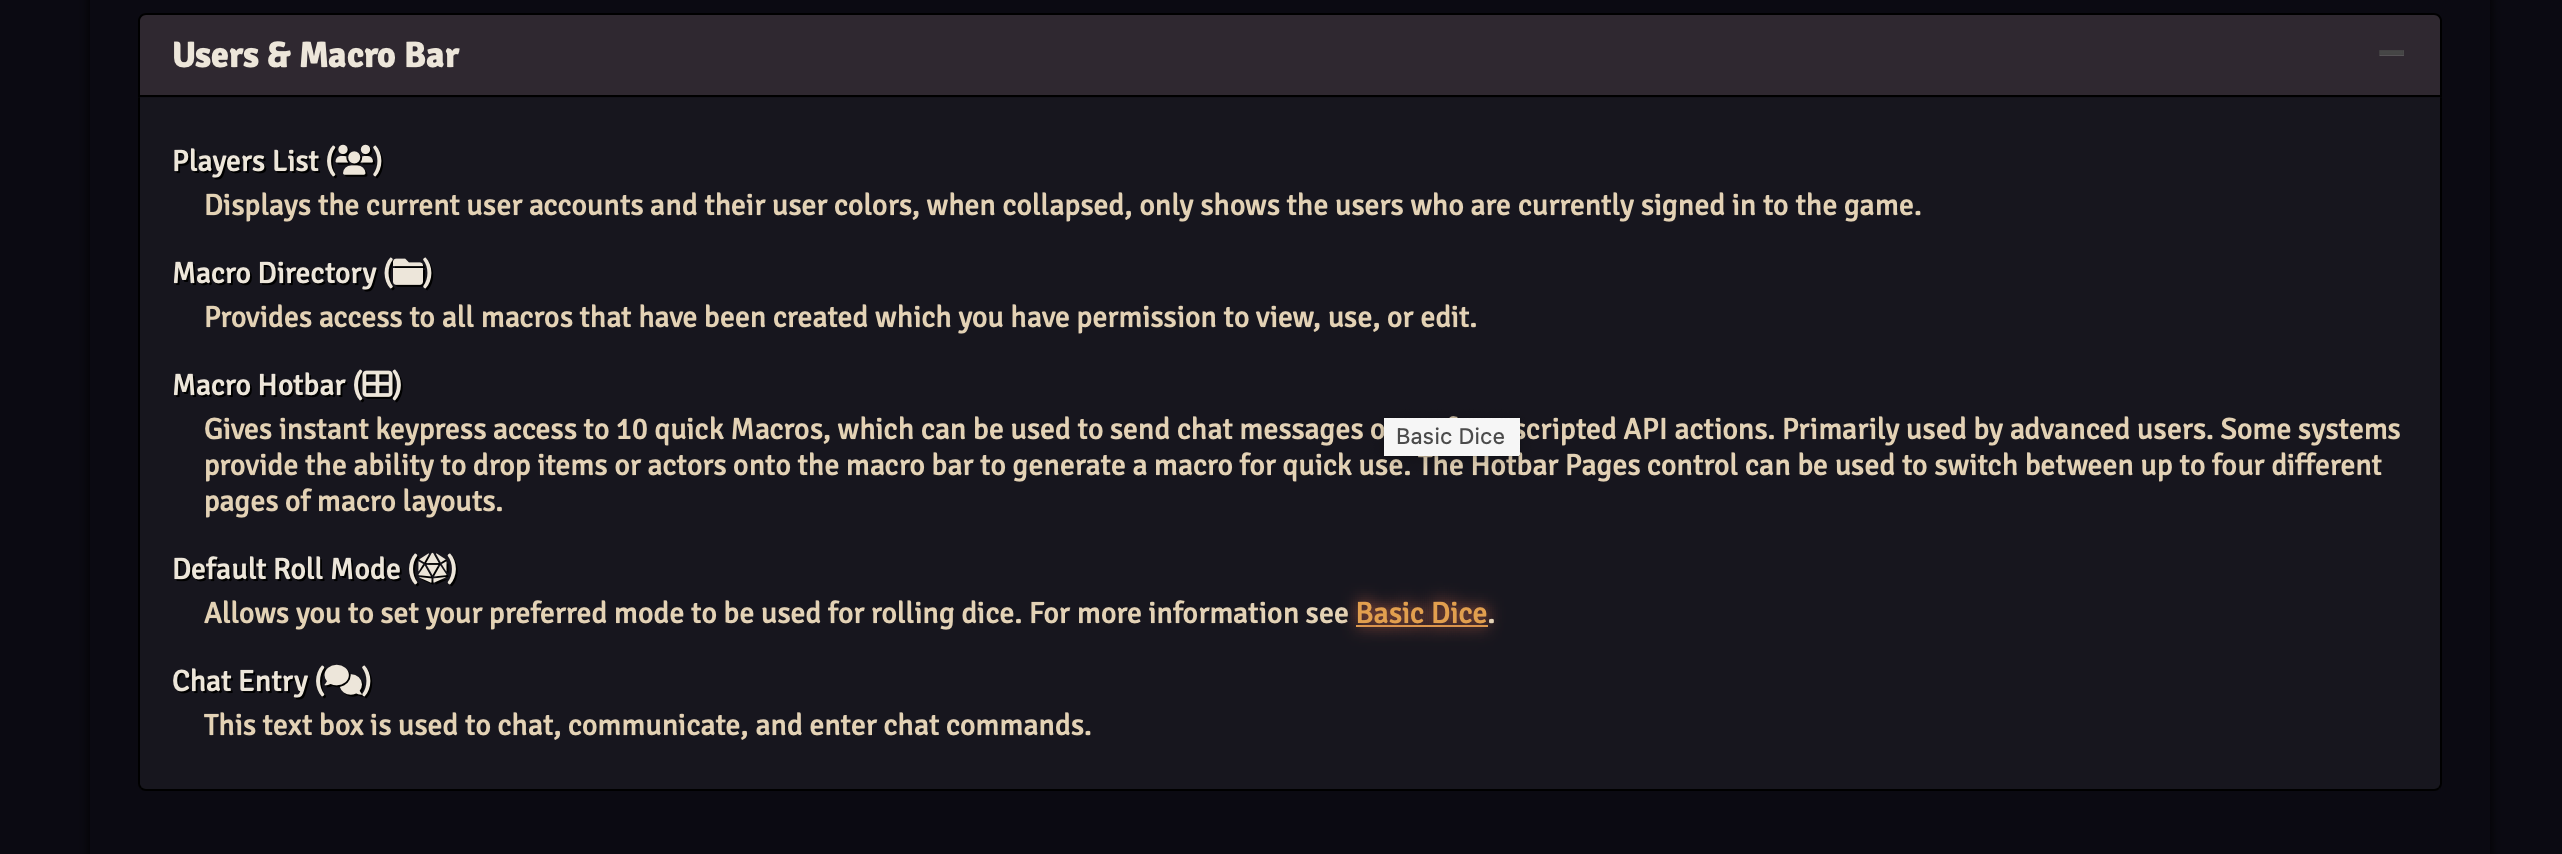 Users & Macro Bar
Players List ()
Displays the current user accounts and their user colors, when collapsed, only shows the users who are currently signed in to the game.
Macro Directory ()
Provides access to all macros that have been created which you have permission to view, use, or edit.
Macro Hotbar ()
Gives instant keypress access to 10 quick Macros, which can be used to send chat messages o Basic Dice scripted API actions. Primarily used by advanced users. Some systems
provide the ability to drop items or actors onto the macro bar to generate a macro for quick use. The Hotbar Pages control can be used to switch between up to four different
pages of macro layouts.
Default Roll Mode ()
Allows you to set your preferred mode to be used for rolling dice. For more information see Basic Dice.
Chat Entry ()
This text box is used to chat, communicate, and enter chat commands.